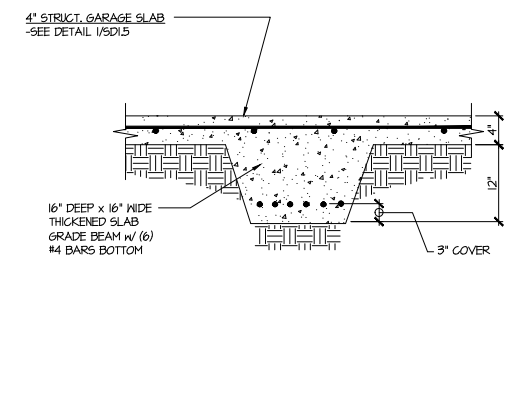 4" STRUCT. GARAGE SLAB
-SEE DETAIL 1/SD1.5
4"
12"
16" DEEP x 16" WIDE
THICKENED SLAB
GRADE BEAM w/ (6)
#4 BARS BOTTOM
3" COVER